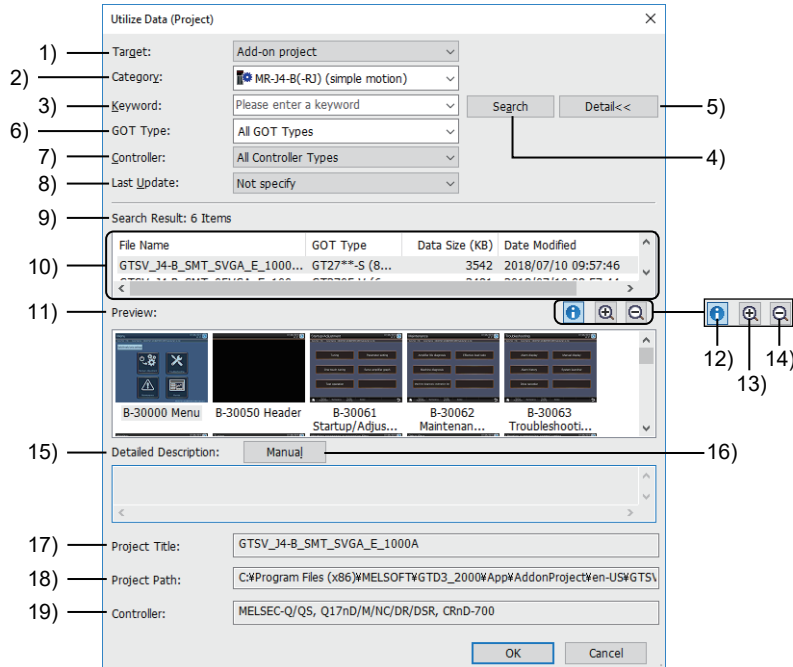 Utilize Data (Project)
1) Target: Add-on project
2) Category: MR-J4-B(-RJ) (simple motion)
3) Keyword: Please enter a keyword Search Detail<< 5)
4)
6) GOT Type: All GOT Types
7) Controller: All Controller Types
8) Last Update: Not specify
9) Search Result: 6 Items
File Name GOT Type Data Size (KB) Date Modified
10) GTSV_J4-B_SMT_SVGA_E_1000... GT27**-S (8... 3542 2018/07/10 09:57:46
11) Preview:
12) 13) 14)
B-30000 Menu B-30050 Header B-30061 Startup/Adjus... B-30062 Maintenan... B-30063 Troubleshooti...
15) Detailed Description: Manual 16)
17) Project Title: GTSV_J4-B_SMT_SVGA_E_1000A
18) Project Path: C:¥Program Files (x86)¥MELSOFT¥GTD3_2000¥App¥AddonProject¥en-US¥GTSV
19) Controller: MELSEC-Q/QS, Q17nD/M/NC/DR/DSR, CRnD-700
OK Cancel